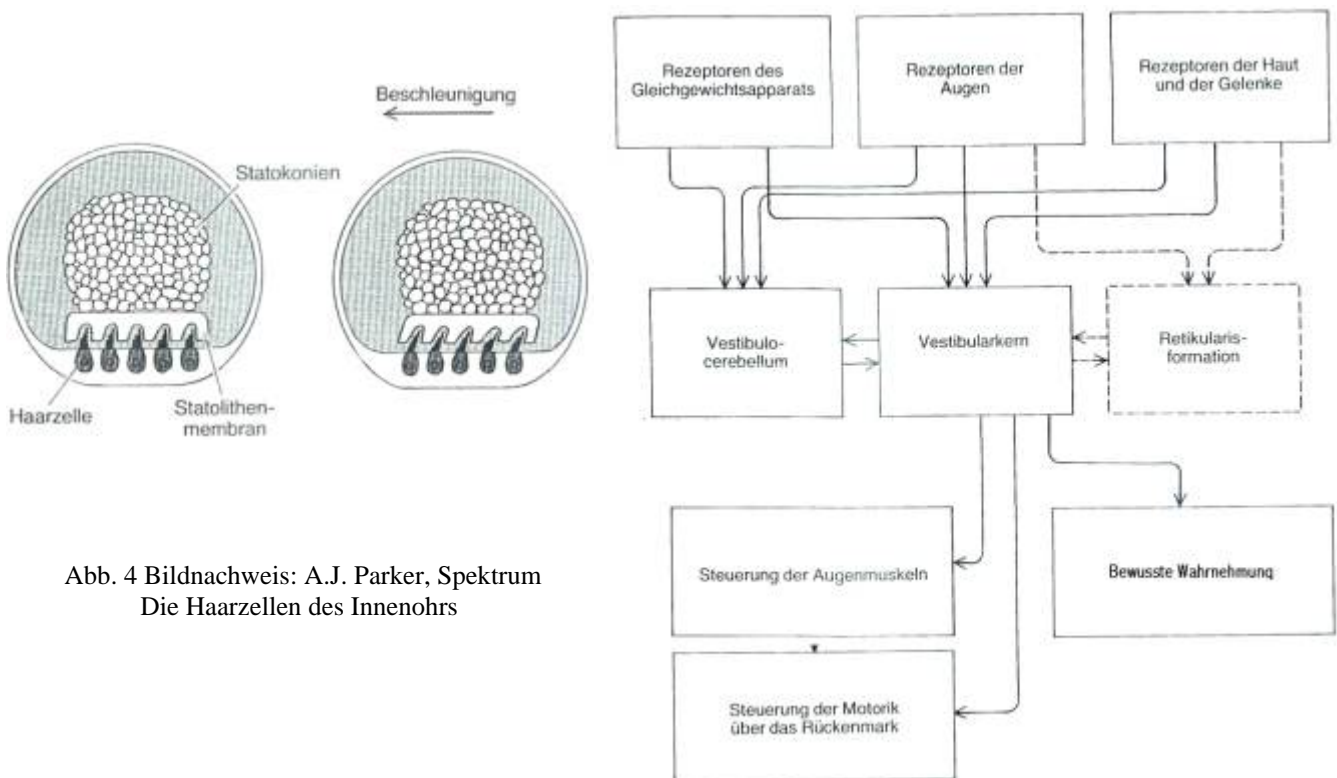 Beschleunigung
Statokonien
Haarzelle
Statolithen-
membran
Abb. 4 Bildnachweis: A.J. Parker, Spektrum
Die Haarzellen des Innenohrs
Rezeptoren des
Gleichgewichtsapparats
Rezeptoren der
Augen
Rezeptoren der Haut
und der Gelenke
Vestibulo-
cerebellum
Vestibularkern
Retikularis-
formation
Steuerung der Augenmuskeln
Bewusste Wahrnehmung
Steuerung der Motorik
über das Rückenmark